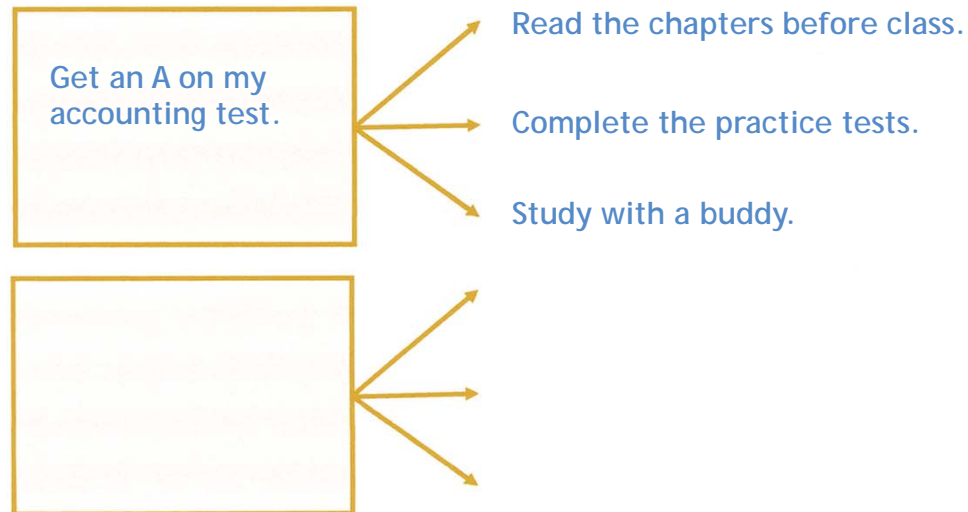 Get an A on my
accounting test.
Read the chapters before class.
Complete the practice tests.
Study with a buddy.